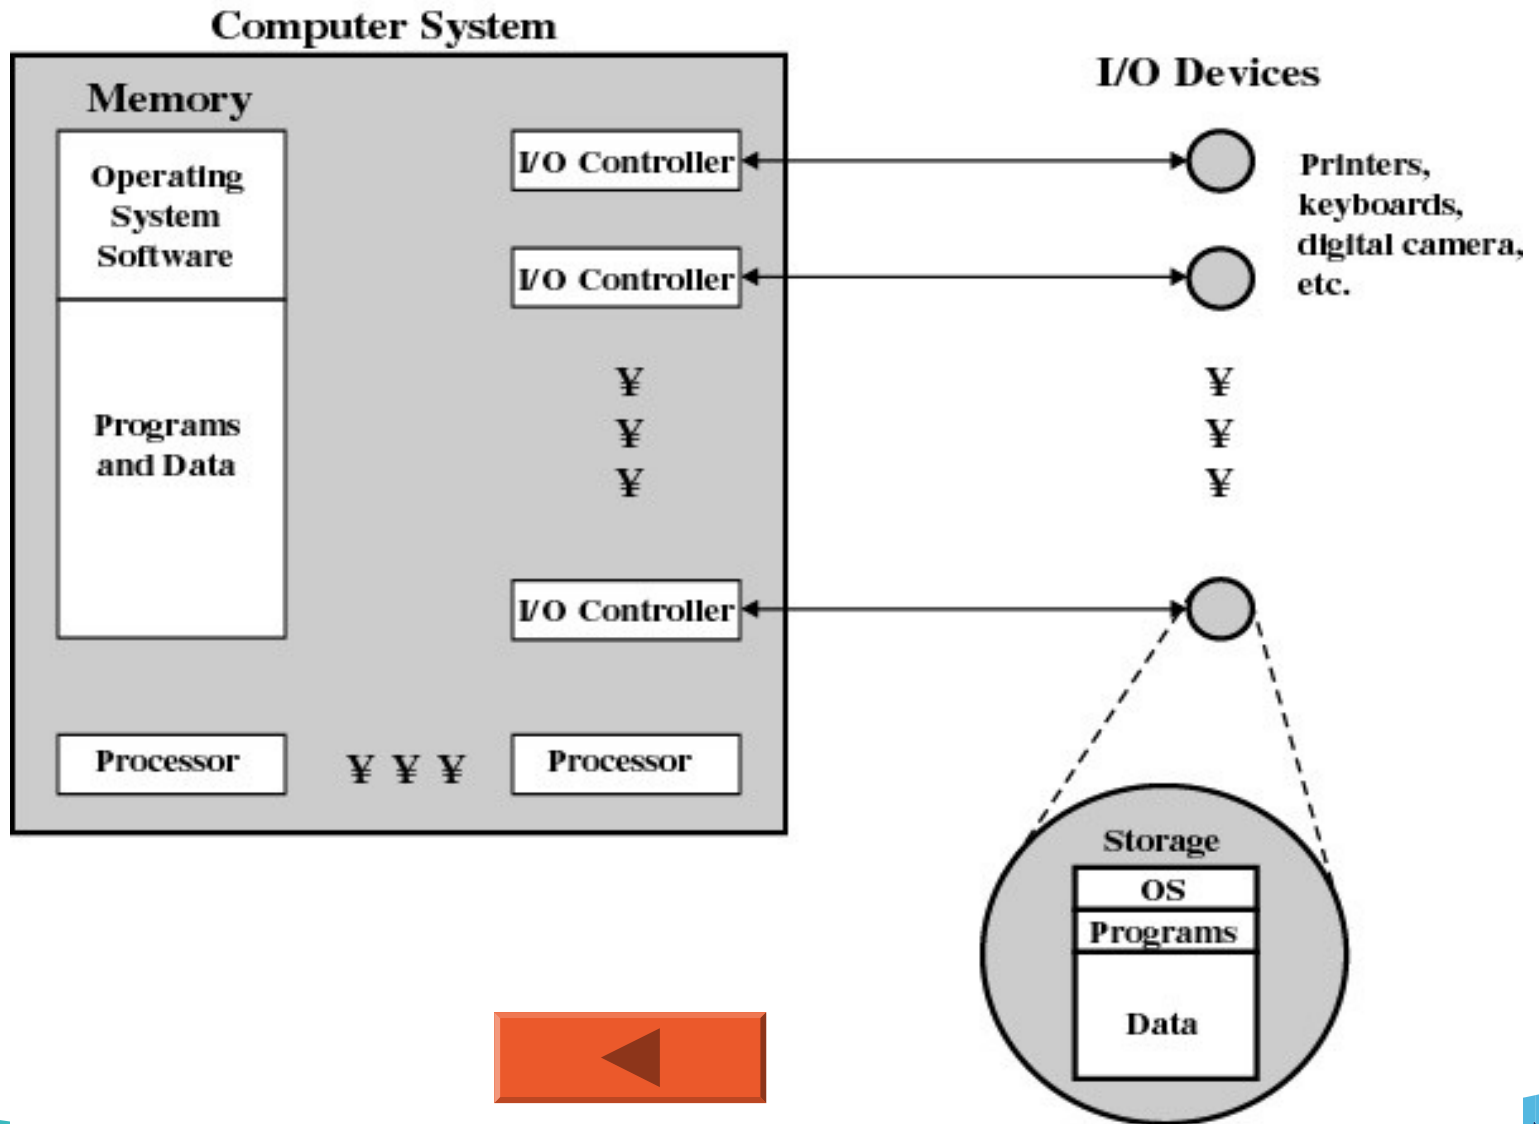 Computer System
Memory
Operating
System
Software
Programs
and Data
I/O Controller
I/O Controller
¥
¥
¥
I/O Controller
Processor
¥ ¥ ¥
Processor
I/O Devices
Printers,
keyboards,
digital camera,
etc.
¥
¥
¥
Storage
OS
Programs
Data